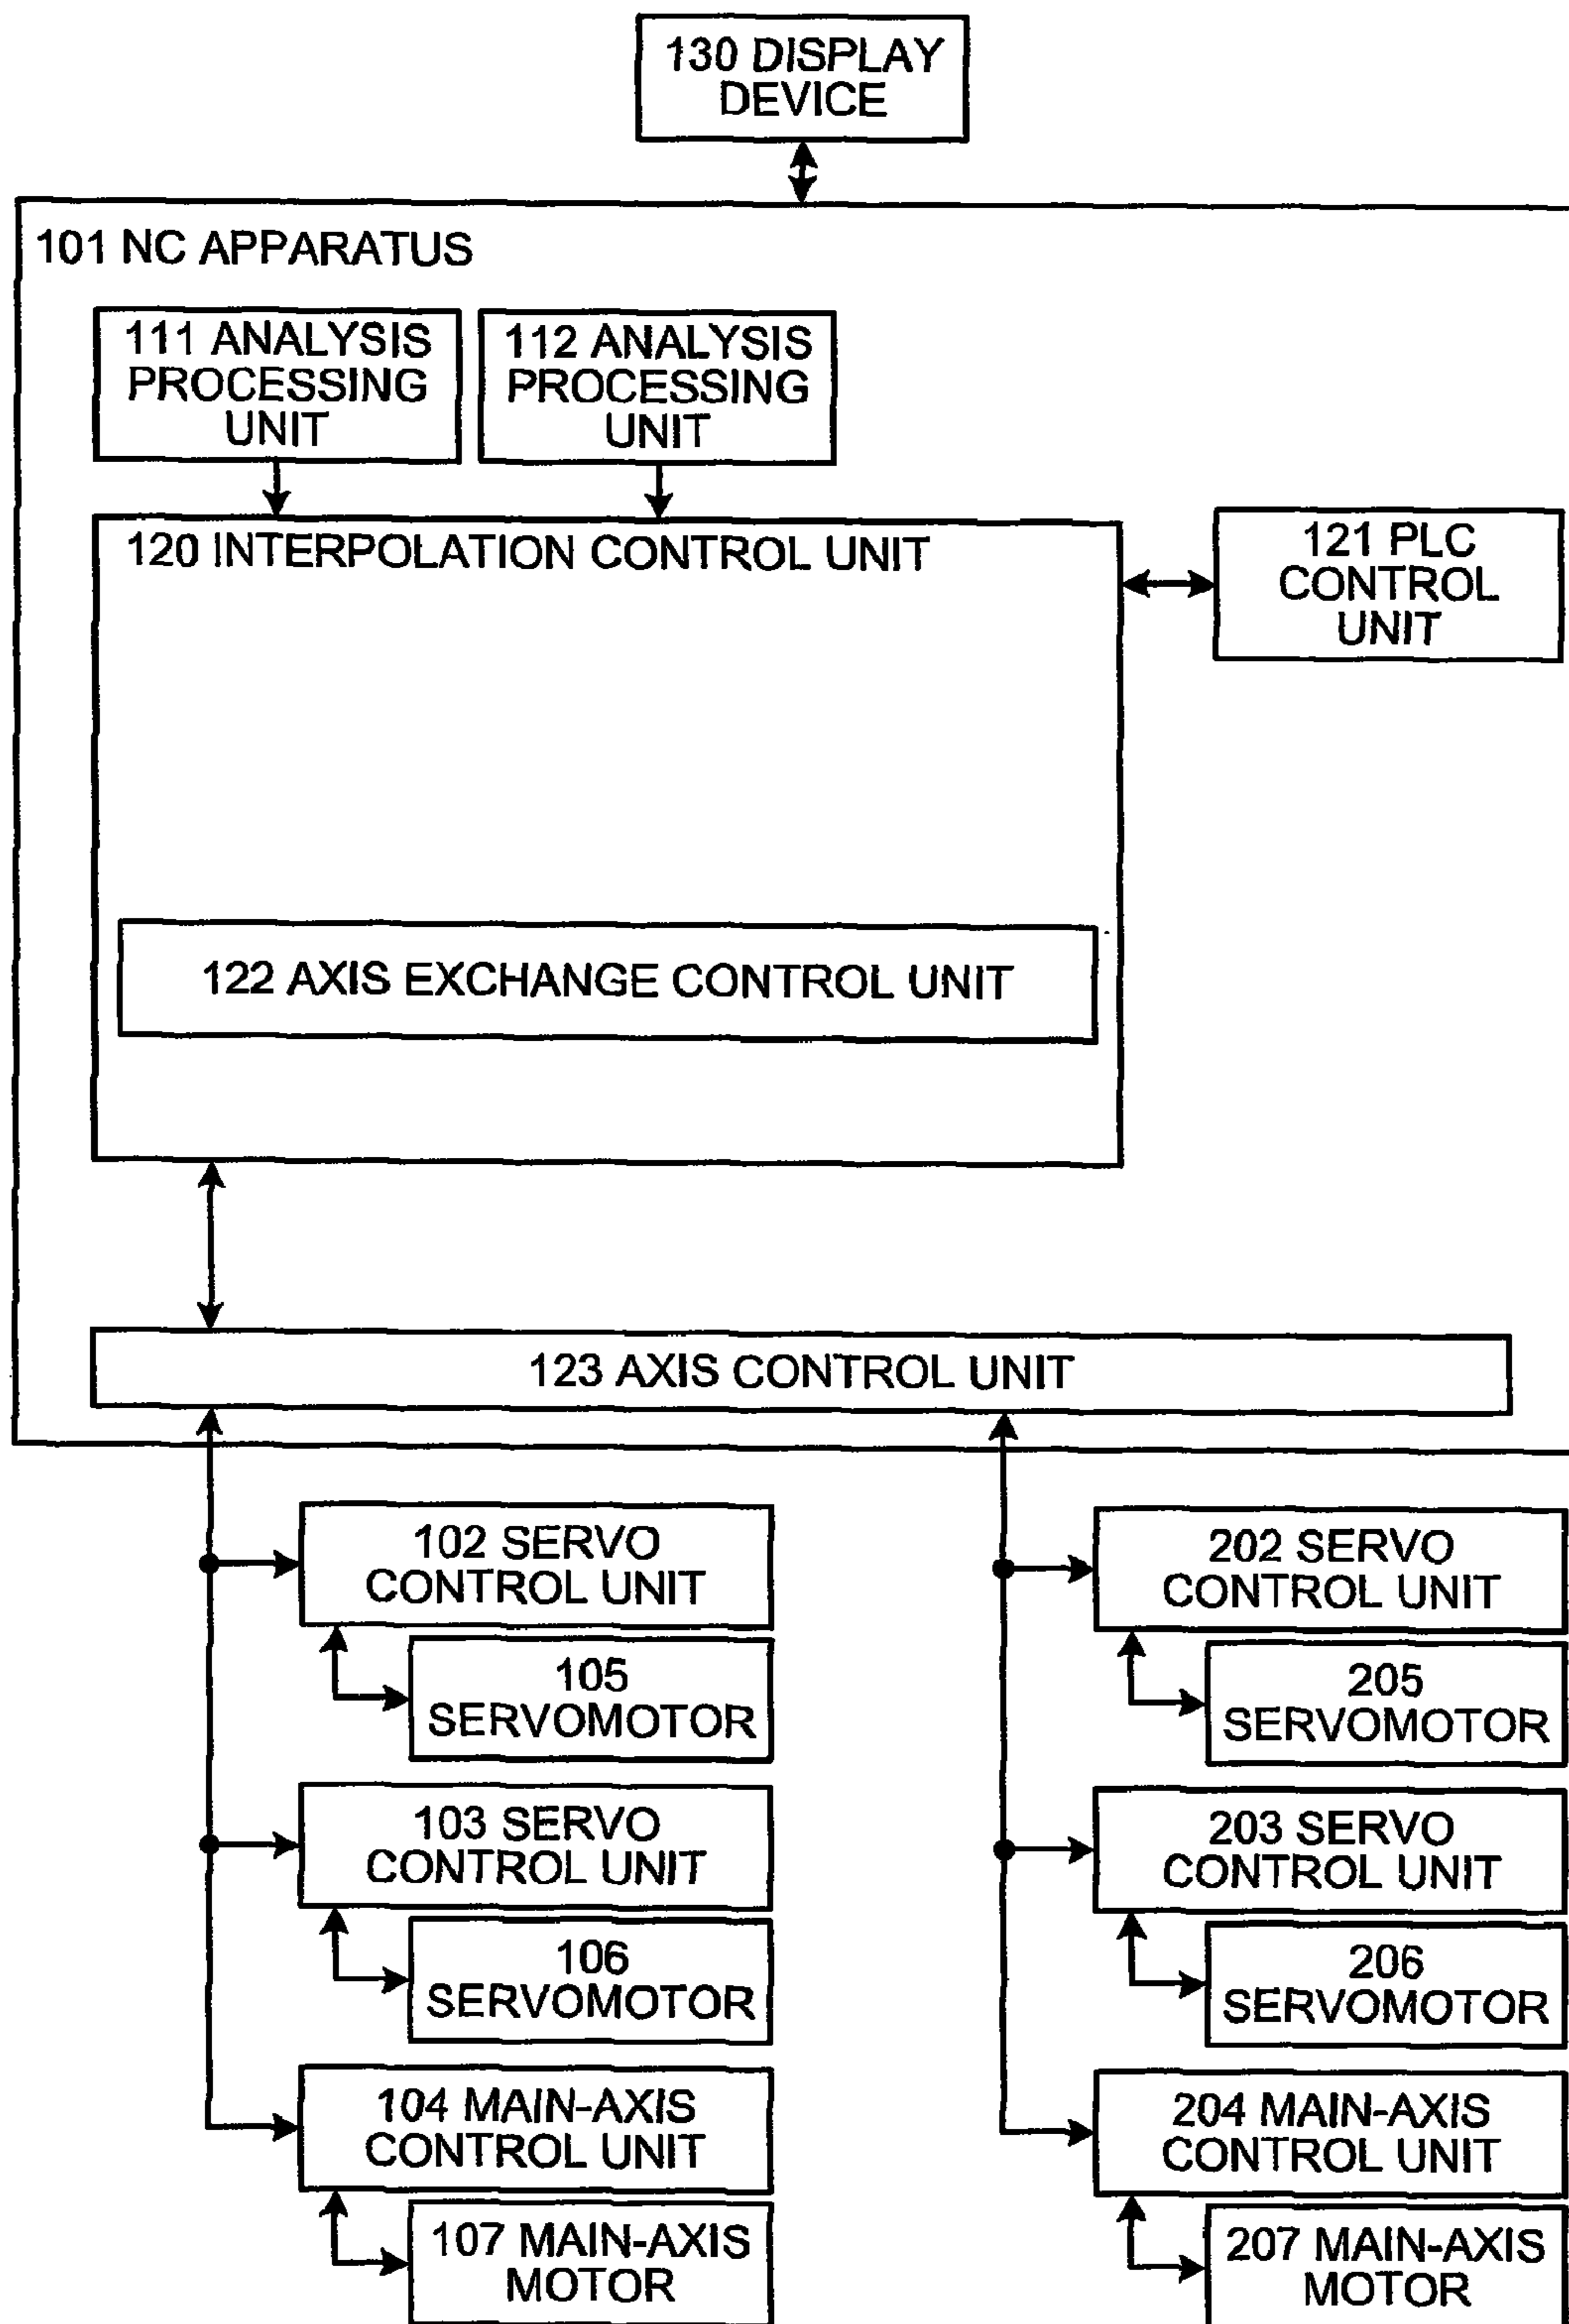 130 DISPLAY
DEVICE
101 NC APPARATUS
111 ANALYSIS
PROCESSING
UNIT
112 ANALYSIS
PROCESSING
UNIT
120 INTERPOLATION CONTROL UNIT
121 PLC
CONTROL
UNIT
122 AXIS EXCHANGE CONTROL UNIT
123 AXIS CONTROL UNIT
102 SERVO
CONTROL UNIT
105
SERVOMOTOR
103 SERVO
CONTROL UNIT
106
SERVOMOTOR
104 MAIN-AXIS
CONTROL UNIT
107 MAIN-AXIS
MOTOR
202 SERVO
CONTROL UNIT
205
SERVOMOTOR
203 SERVO
CONTROL UNIT
206
SERVOMOTOR
204 MAIN-AXIS
CONTROL UNIT
207 MAIN-AXIS
MOTOR